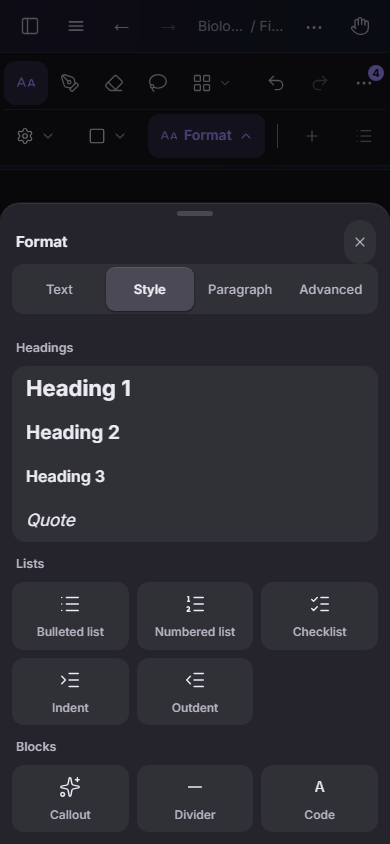 Biolo... / Fi...
AA
4
AA Format
Format
Text Style Paragraph Advanced
Headings
Heading 1
Heading 2
Heading 3
Quote
Lists
Bulleted list Numbered list Checklist
Indent Outdent
Blocks
A
Callout Divider Code